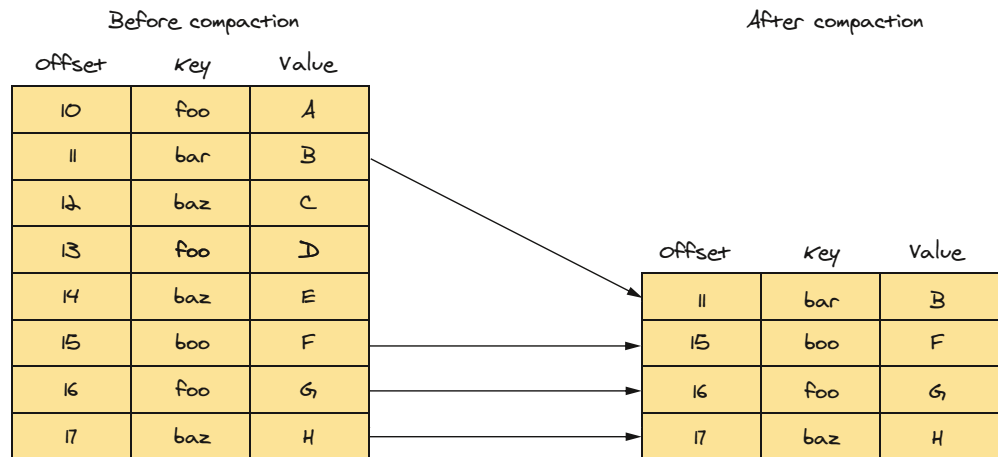 Before compaction
Offset Key Value
10 foo A
11 bar B
12 baz C
13 foo D
14 baz E
15 boo F
16 foo G
17 baz H
After compaction
Offset Key Value
11 bar B
15 boo F
16 foo G
17 baz H